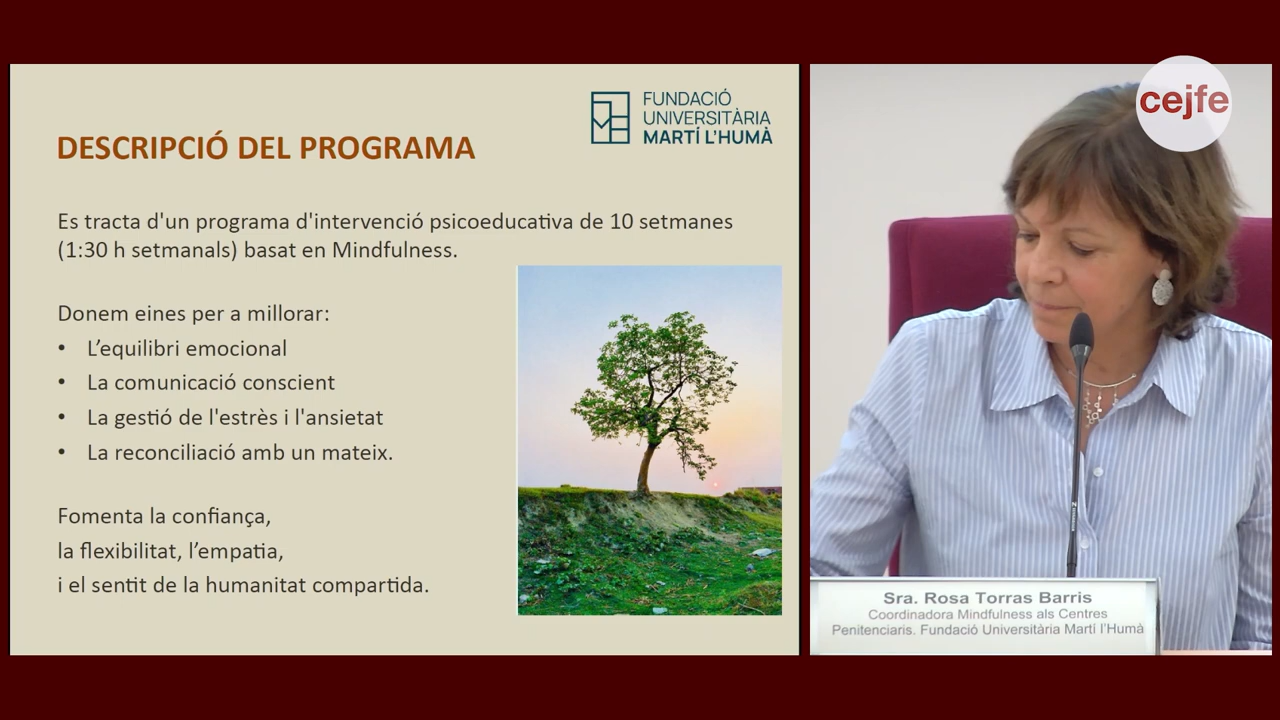 FUNDACIÓ
UNIVERSITÀRIA
MARTÍ L'HUMÀ
DESCRIPCIÓ DEL PROGRAMA
Es tracta d'un programa d'intervenció psicoeducativa de 10 setmanes
(1:30 h setmanals) basat en Mindfulness.
Donem eines per a millorar:
• L’equilibri emocional
• La comunicació conscient
• La gestió de l'estrès i l'ansietat
• La reconciliació amb un mateix.
Fomenta la confiança,
la flexibilitat, l’empatia,
i el sentit de la humanitat compartida.
cejfe
Sra. Rosa Torras Barris
Coordinadora Mindfulness als Centres
Penitenciaris. Fundació Universitària Martí l’Humà